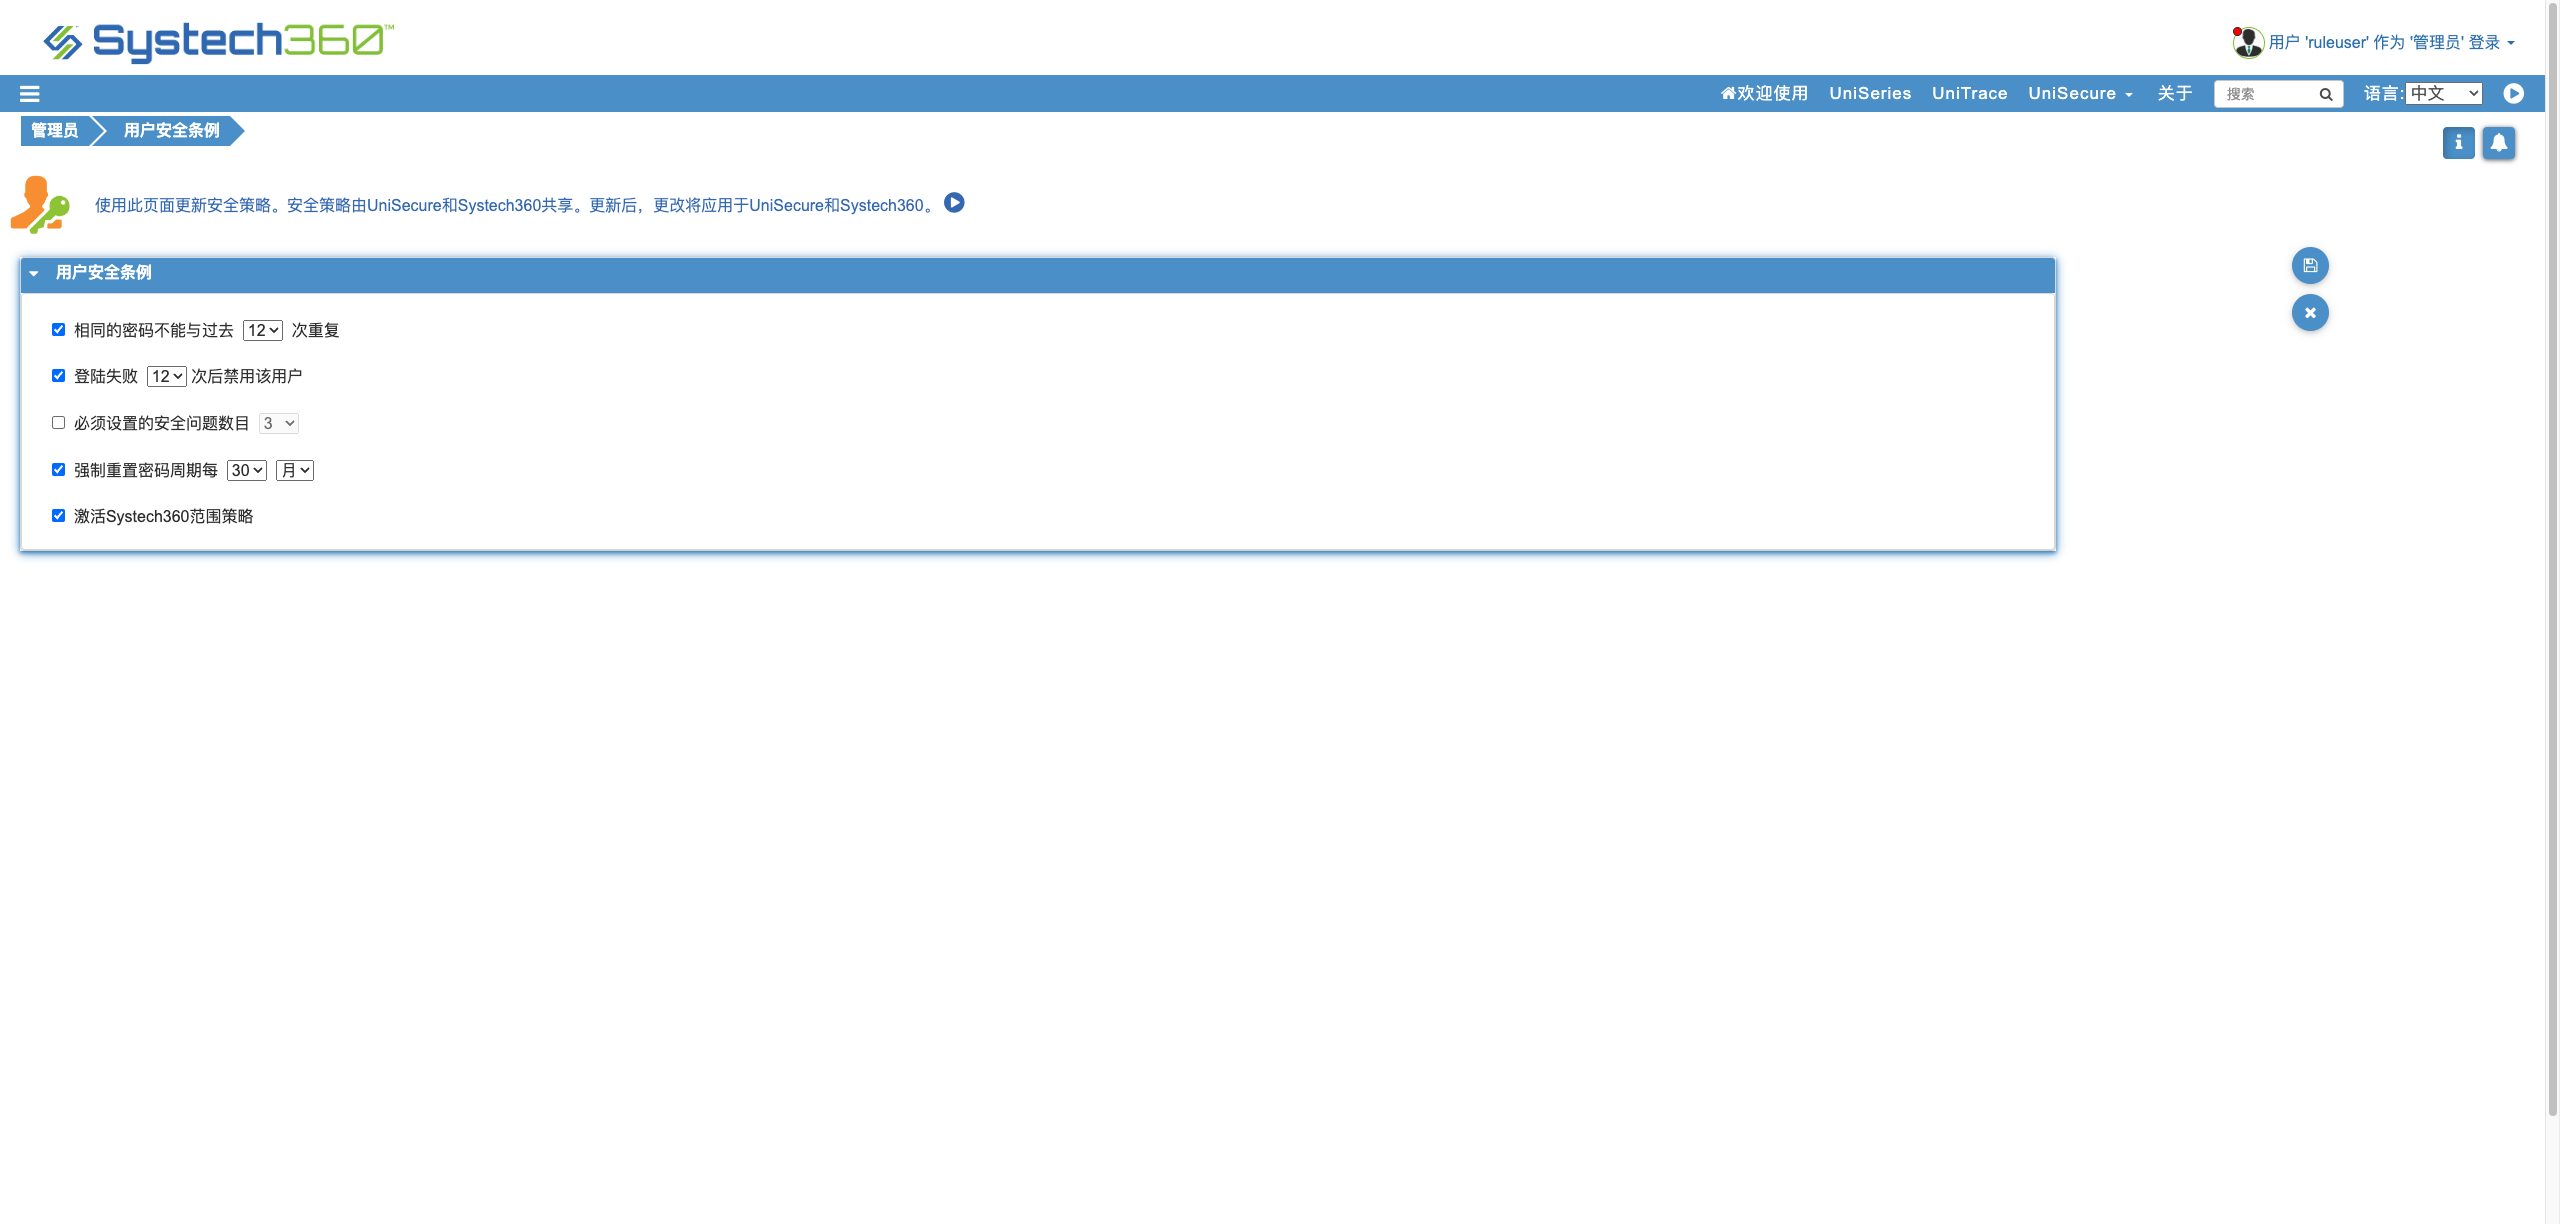 Systech360™
用户 'ruleuser' 作为 '管理员' 登录
欢迎使用 UniSeries UniTrace UniSecure 关于 搜索 语言: 中文
管理员 用户安全条例
使用此页面更新安全策略。安全策略由UniSecure和Systech360共享。更新后，更改将应用于UniSecure和Systech360。
用户安全条例
相同的密码不能与过去 12 次重复
登陆失败 12 次后禁用该用户
必须设置的安全问题数目 3
强制重置密码周期每 30 月
激活Systech360范围策略